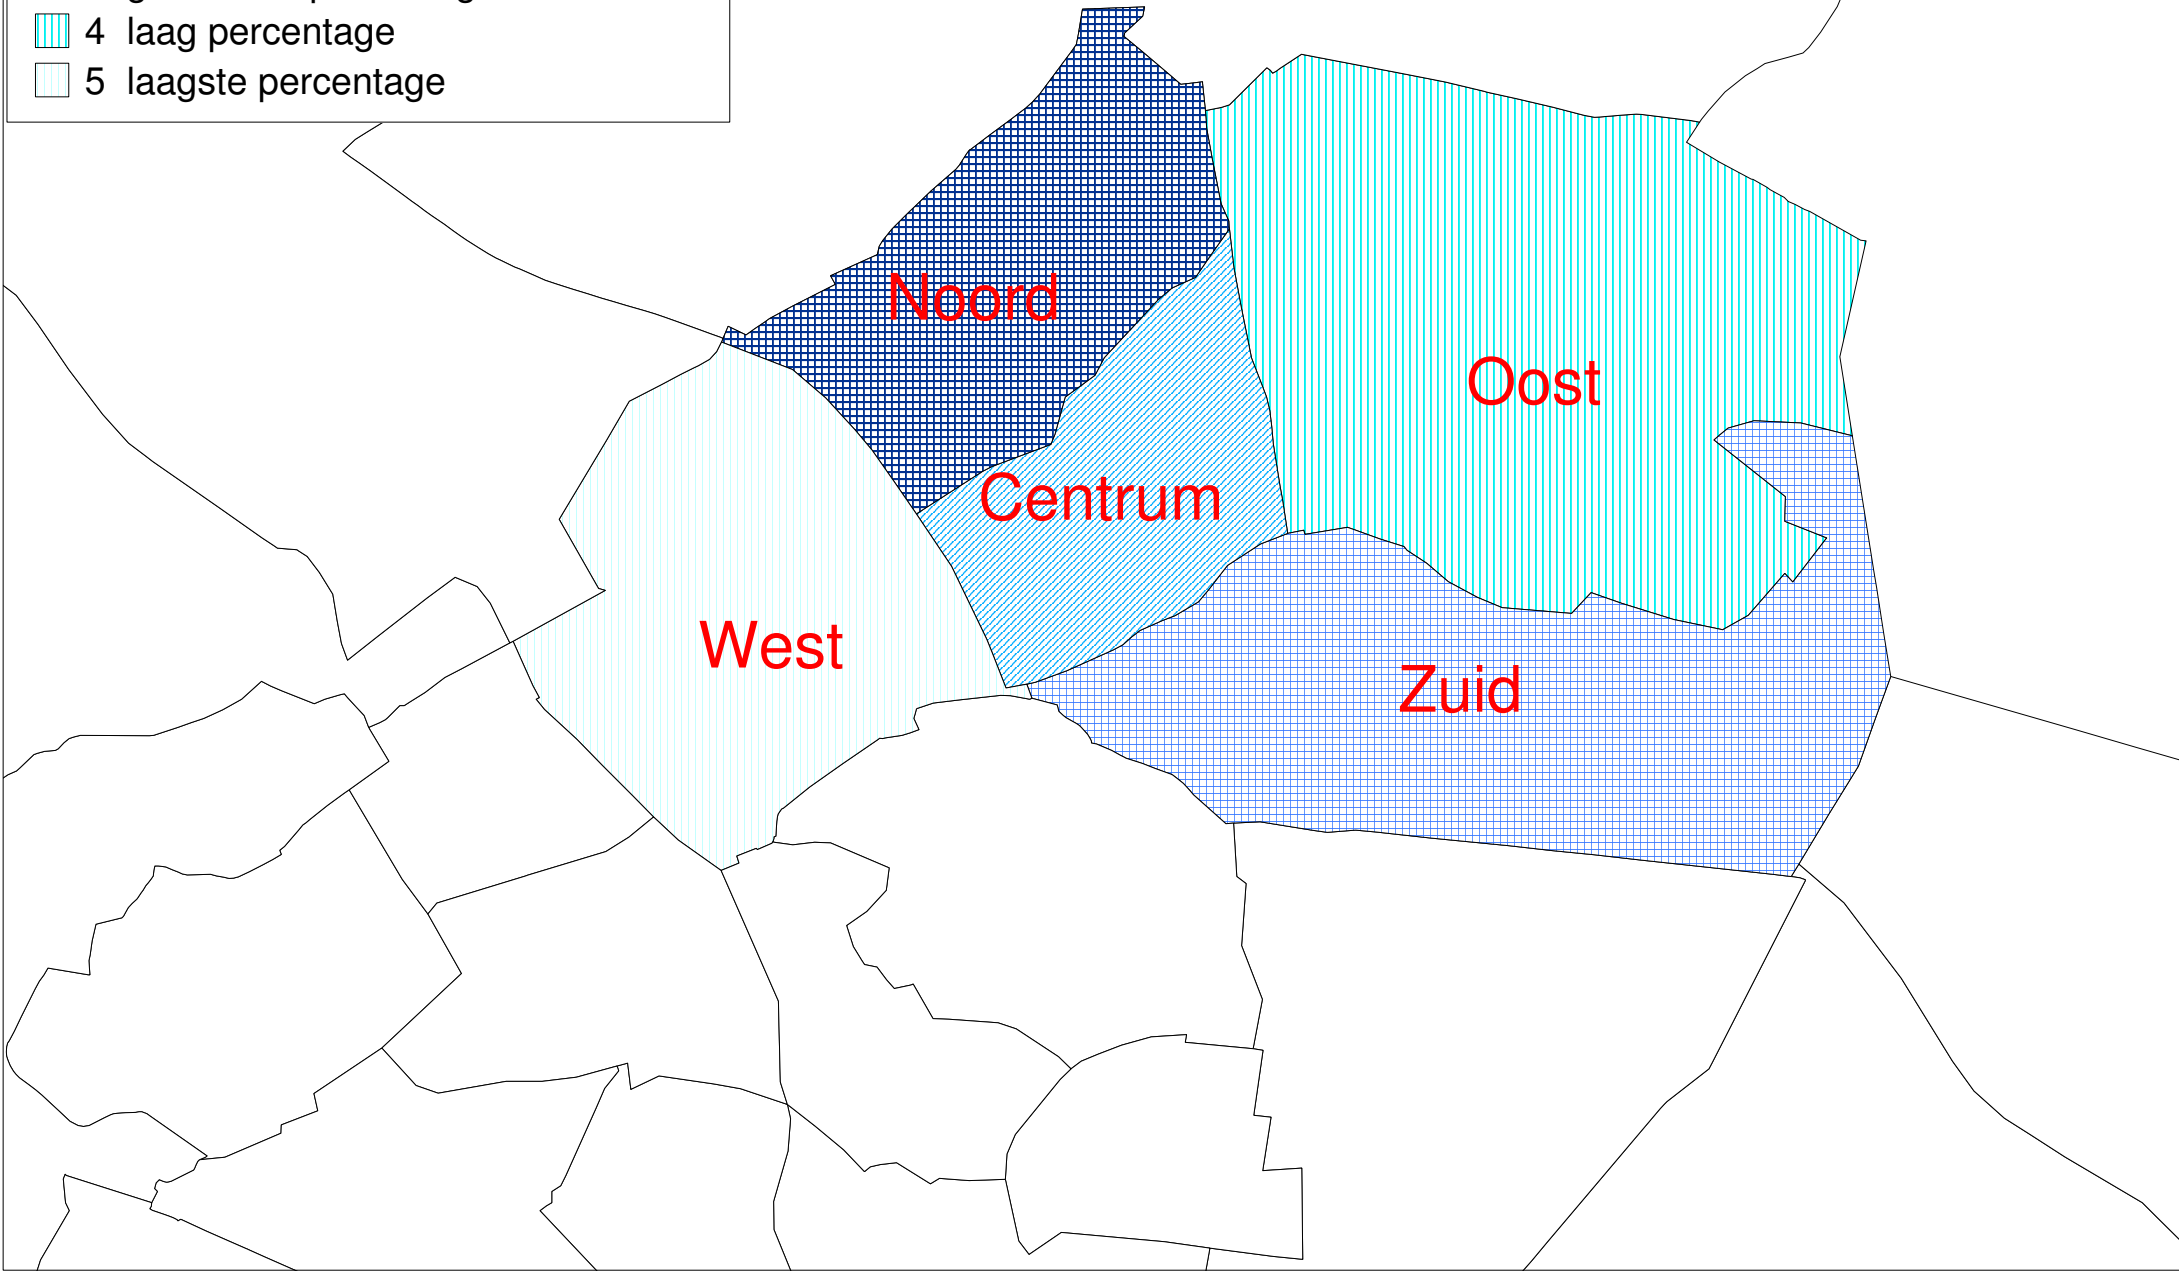 4 laag percentage
5 laagste percentage
Noord
Oost
Centrum
West
Zuid